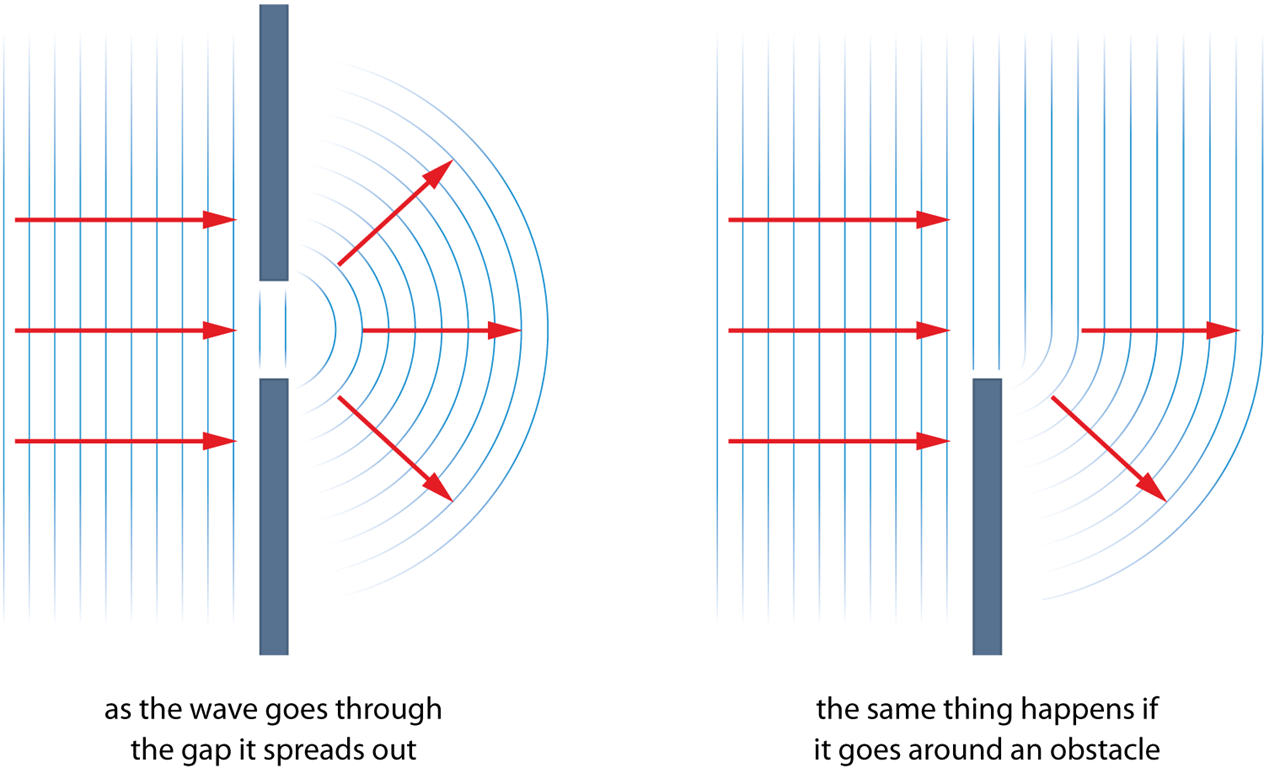 as the wave goes through
the gap it spreads out
the same thing happens if
it goes around an obstacle